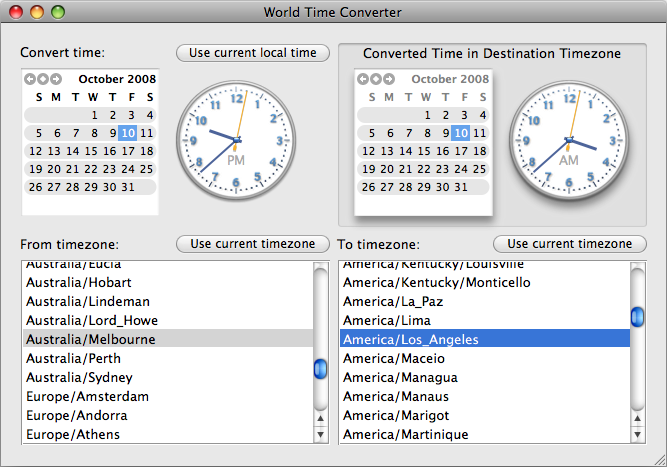 World Time Converter
Convert time:
Use current local time
October 2008
S M T W T F S
1 2 3 4
5 6 7 8 9 10 11
12 13 14 15 16 17 18
19 20 21 22 23 24 25
26 27 28 29 30 31
12
1
2
3
4
5
6
7
8
9
10
11
PM
Converted Time in Destination Timezone
October 2008
S M T W T F S
1 2 3 4
5 6 7 8 9 10 11
12 13 14 15 16 17 18
19 20 21 22 23 24 25
26 27 28 29 30 31
12
1
2
3
4
5
6
7
8
9
10
11
AM
From timezone:
Use current timezone
Australia/Eucla
Australia/Hobart
Australia/Lindeman
Australia/Lord_Howe
Australia/Melbourne
Australia/Perth
Australia/Sydney
Europe/Amsterdam
Europe/Andorra
Europe/Athens
To timezone:
Use current timezone
America/Kentucky/Louisville
America/Kentucky/Monticello
America/La_Paz
America/Lima
America/Los_Angeles
America/Maceio
America/Managua
America/Manaus
America/Marigot
America/Martinique